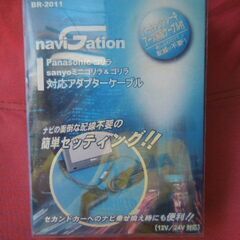 BR-2011
naviGation
Panasonic ゴリラ
sanyoミニゴリラ&ゴリラ
対応アダプターケーブル
ナビの面倒な配線不要の
簡単セッティング!!
セカンドカーへのナビ乗せ換え時にも便利!!
[12V／24V 対応]